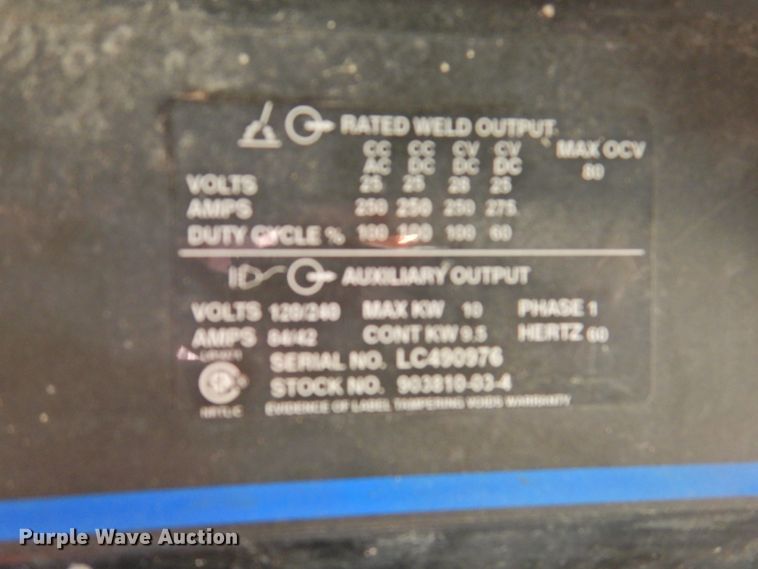 RATED WELD OUTPUT
CC CC CV CV MAX OCV
AC DC DC DC 80
VOLTS 25 25 28 25
AMPS 250 250 250 275
DUTY CYCLE % 100 100 100 60
AUXILIARY OUTPUT
VOLTS 120/240 MAX KW 10 PHASE 1
AMPS 84/42 CONT KW 9.5 HERTZ 60
SERIAL NO. LC490976
STOCK NO. 903810-03-4
NRTL/C EVIDENCE OF LABEL TAMPERING VOIDS WARRANTY
Purple Wave Auction